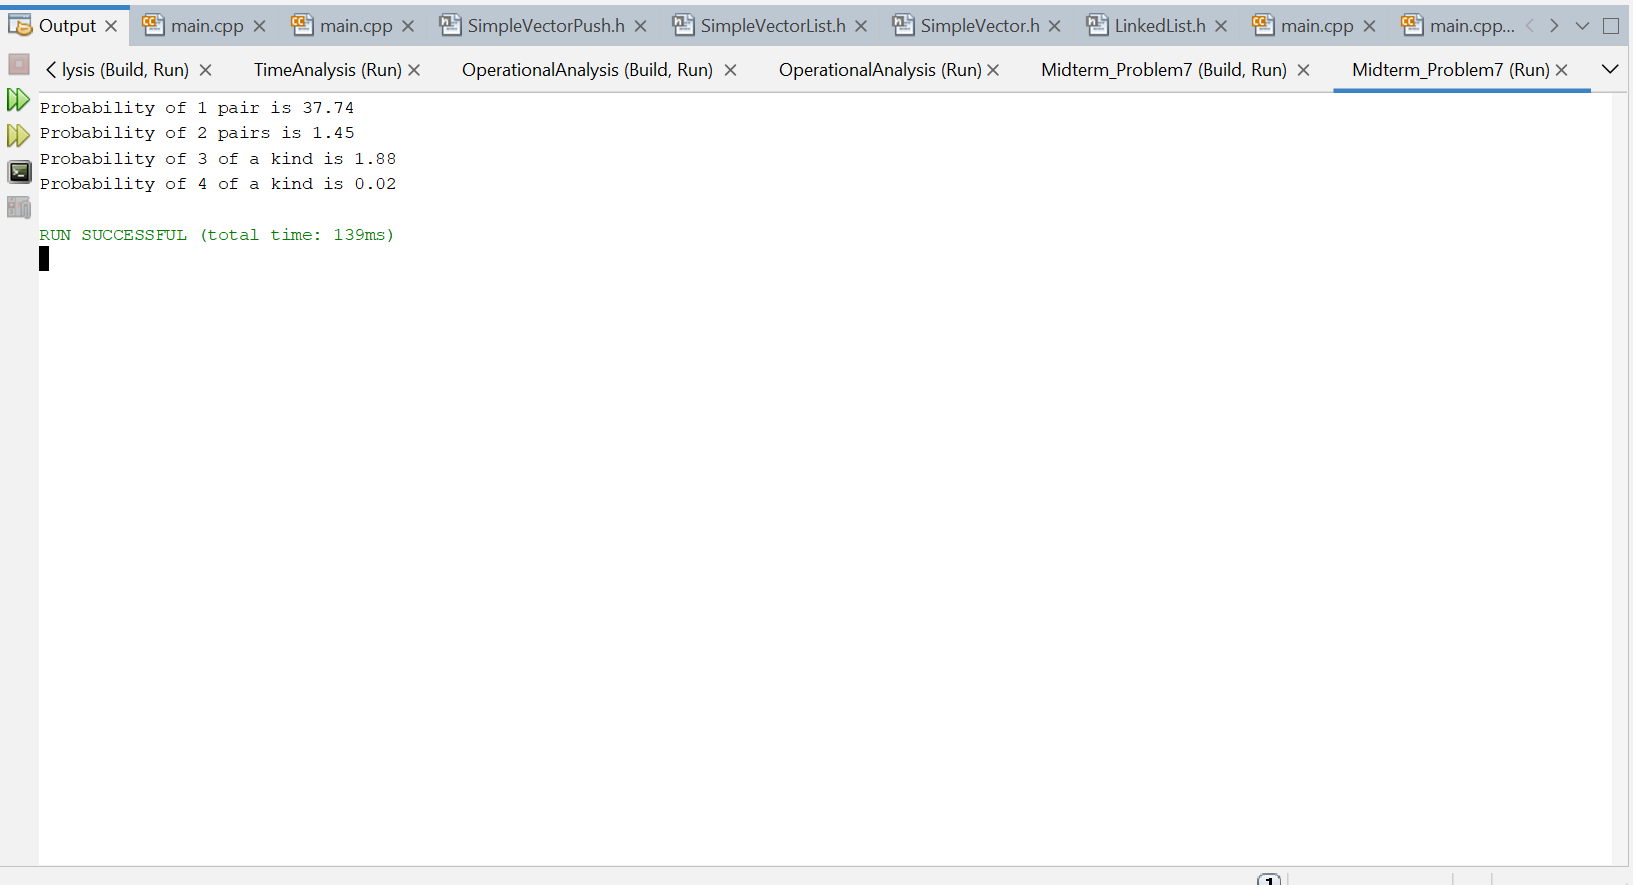 Output main.cpp main.cpp SimpleVectorPush.h SimpleVectorList.h SimpleVector.h LinkedList.h main.cpp main.cpp...
lysis (Build, Run) TimeAnalysis (Run) OperationalAnalysis (Build, Run) OperationalAnalysis (Run) Midterm_Problem7 (Build, Run) Midterm_Problem7 (Run)
Probability of 1 pair is 37.74
Probability of 2 pairs is 1.45
Probability of 3 of a kind is 1.88
Probability of 4 of a kind is 0.02
RUN SUCCESSFUL (total time: 139ms)
1